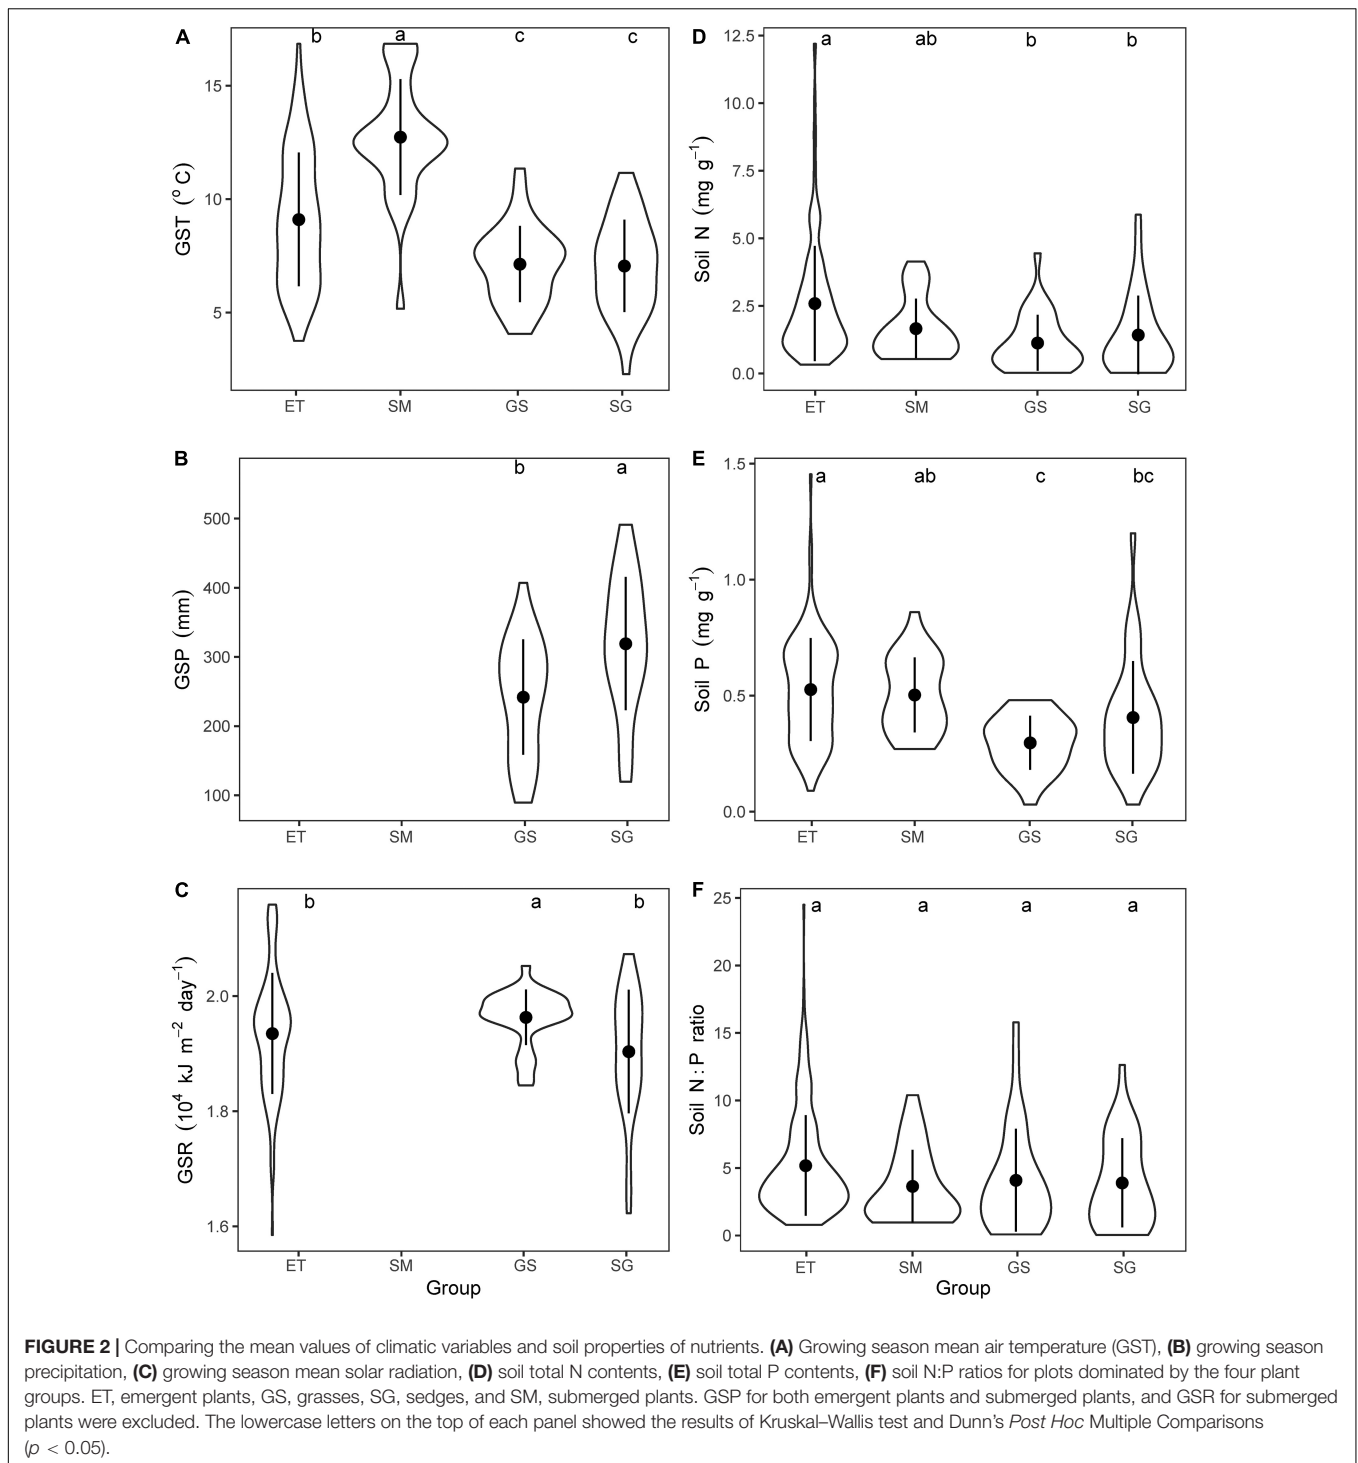 A
b
a
c
c
15
10
5
GST (° C)
ET
SM
GS
SG
D
a
ab
b
b
12.5
10.0
7.5
5.0
2.5
0.0
Soil N (mg g⁻¹)
ET
SM
GS
SG
B
b
a
500
400
300
200
100
GSP (mm)
ET
SM
GS
SG
E
a
ab
c
bc
1.5
1.0
0.5
0.0
Soil P (mg g⁻¹)
ET
SM
GS
SG
C
b
a
b
2.0
1.8
1.6
GSR (10⁴ kJ m⁻² day⁻¹)
ET
SM
GS
SG
Group
F
a
a
a
a
25
20
15
10
5
0
Soil N : P ratio
ET
SM
GS
SG
Group
FIGURE 2 | Comparing the mean values of climatic variables and soil properties of nutrients. (A) Growing season mean air temperature (GST), (B) growing season
precipitation, (C) growing season mean solar radiation, (D) soil total N contents, (E) soil total P contents, (F) soil N:P ratios for plots dominated by the four plant
groups. ET, emergent plants, GS, grasses, SG, sedges, and SM, submerged plants. GSP for both emergent plants and submerged plants, and GSR for submerged
plants were excluded. The lowercase letters on the top of each panel showed the results of Kruskal–Wallis test and Dunn's Post Hoc Multiple Comparisons
(p < 0.05).